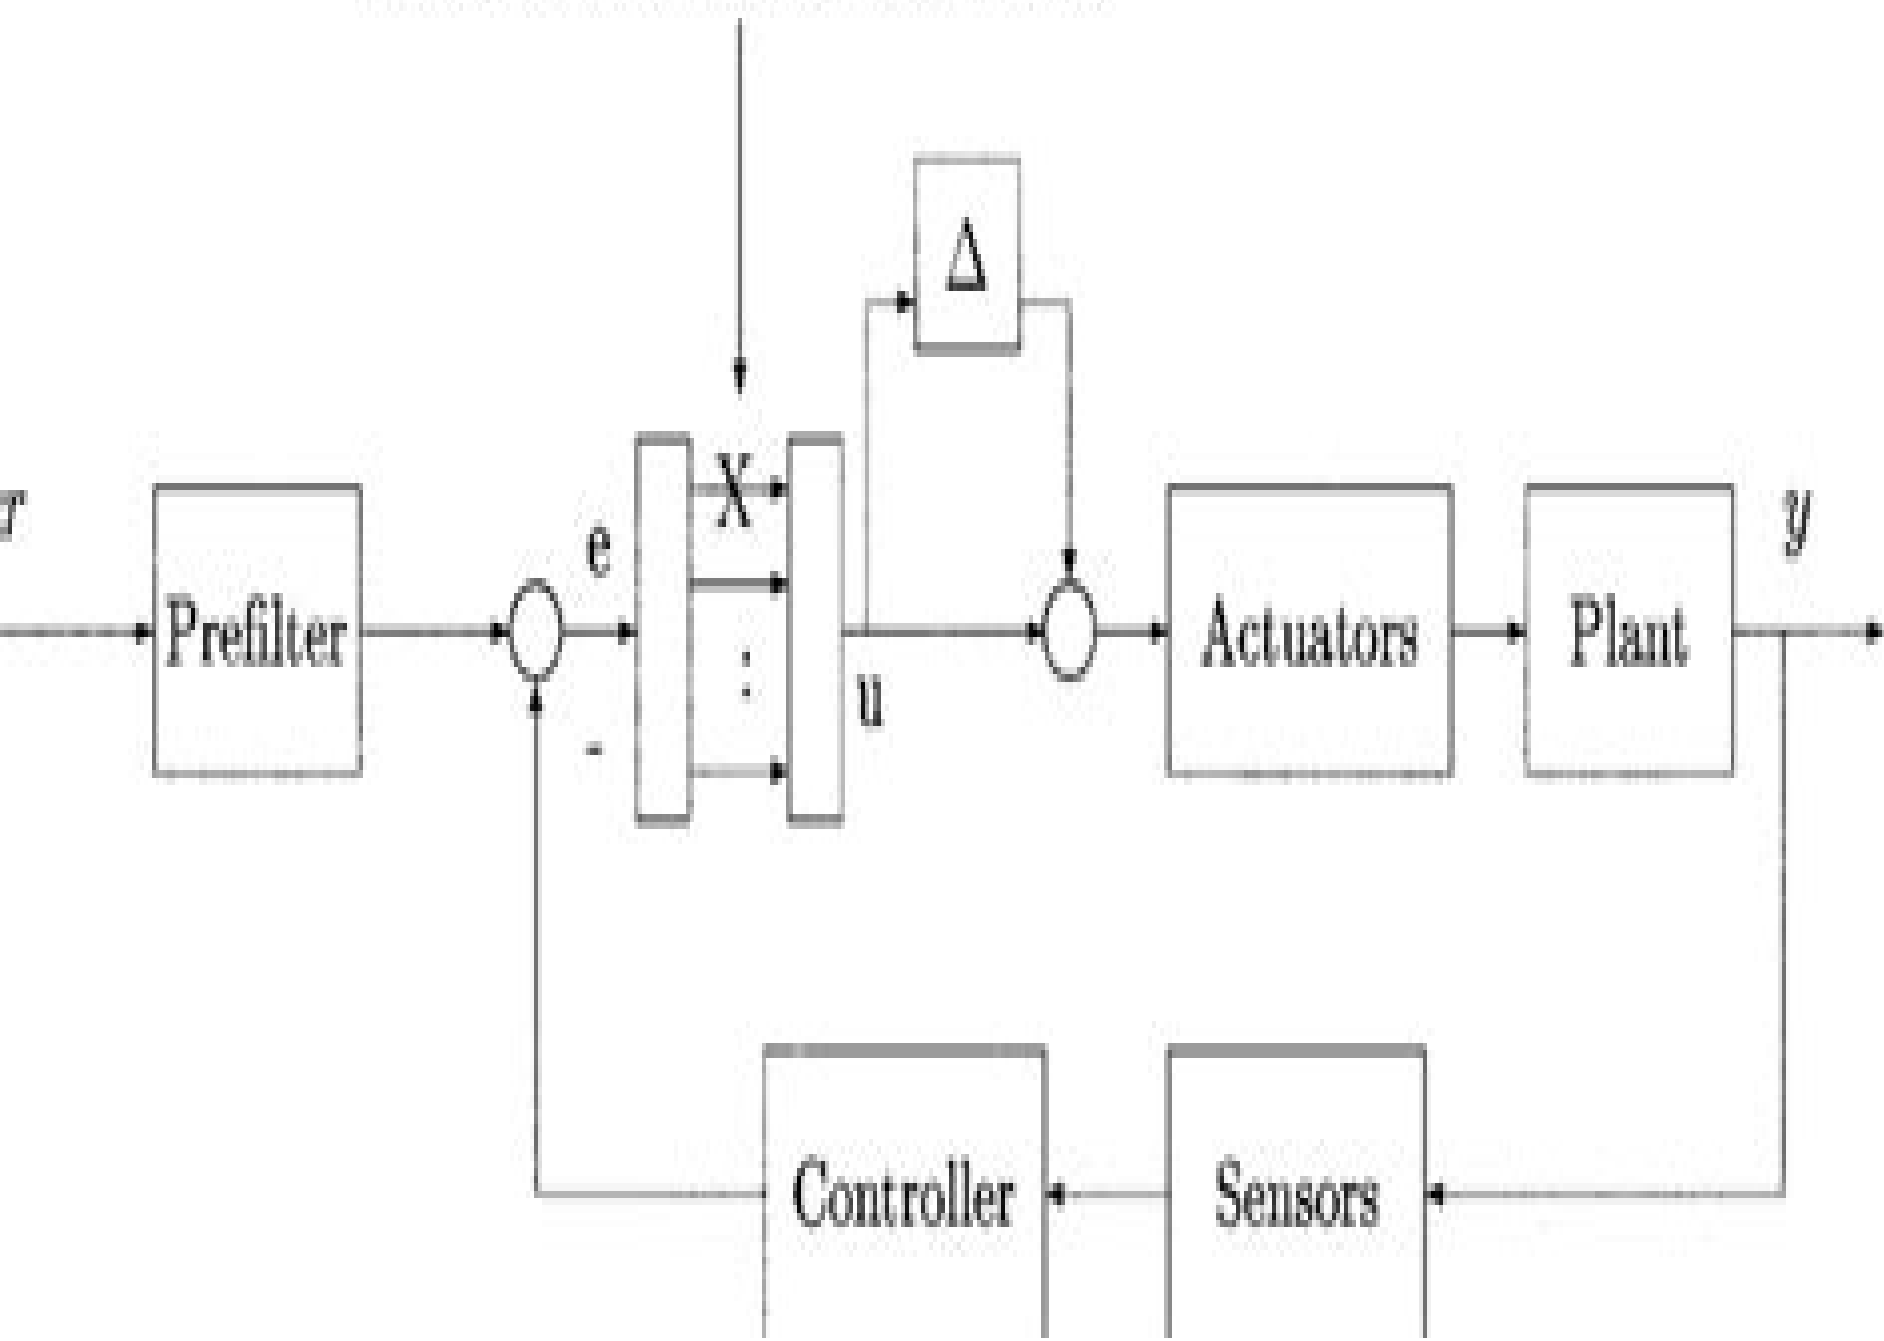 Δ
r
X
y
e
Prefilter
Actuators
Plant
:
u
-
Controller
Sensors